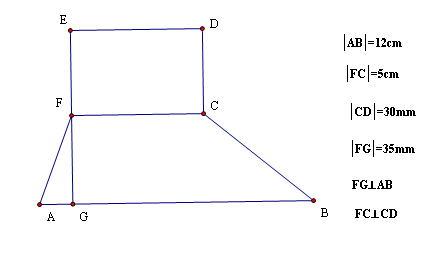 E
D
|AB|=12cm
|FC|=5cm
F
C
|CD|=30mm
|FG|=35mm
FG⊥AB
A
G
B
FC⊥CD